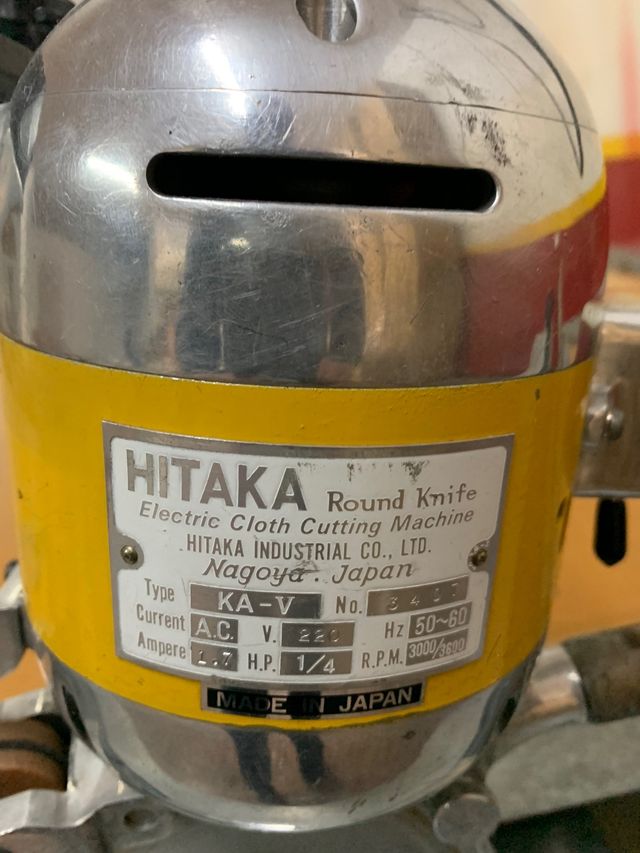 HITAKA Round Knife
Electric Cloth Cutting Machine
HITAKA INDUSTRIAL CO., LTD.
Nagoya. Japan
Type KA-V No.
Current A.C. V. 220 Hz 50~60
Ampere 1.7 H.P. 1/4 R.P.M. 3000/3600
MADE IN JAPAN